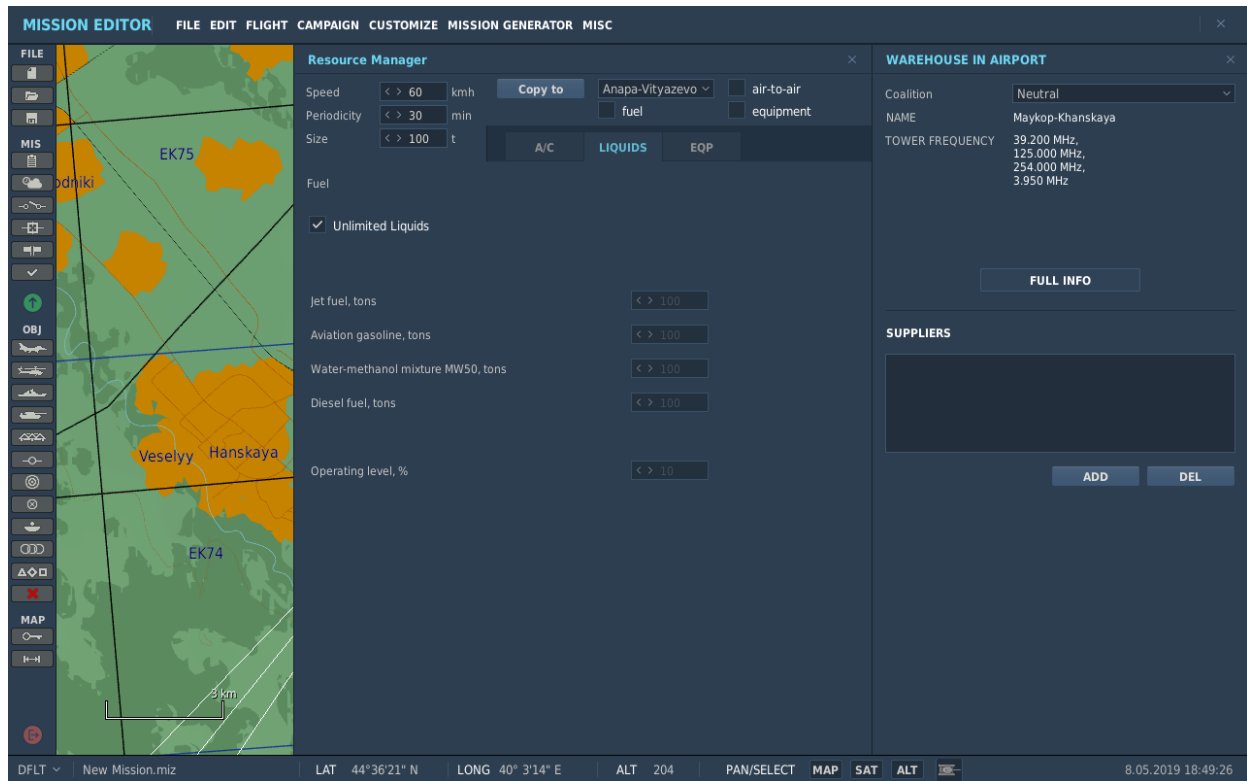 MISSION EDITOR FILE EDIT FLIGHT CAMPAIGN CUSTOMIZE MISSION GENERATOR MISC
FILE
MIS
OBJ
MAP
EK75
odniki
Veselyy Hanskaya
EK74
3 km
Resource Manager
Speed 60 kmh Copy to Anapa-Vityazevo air-to-air
Periodicity 30 min fuel equipment
Size 100 t
A/C LIQUIDS EQP
Fuel
Unlimited Liquids
Jet fuel, tons 100
Aviation gasoline, tons 100
Water-methanol mixture MW50, tons 100
Diesel fuel, tons 100
Operating level, % 10
WAREHOUSE IN AIRPORT
Coalition Neutral
NAME Maykop-Khanskaya
TOWER FREQUENCY 39.200 MHz,
125.000 MHz,
254.000 MHz,
3.950 MHz
FULL INFO
SUPPLIERS
ADD DEL
DFLT New Mission.miz LAT 44°36'21" N LONG 40° 3'14" E ALT 204 PAN/SELECT MAP SAT ALT 8.05.2019 18:49:26